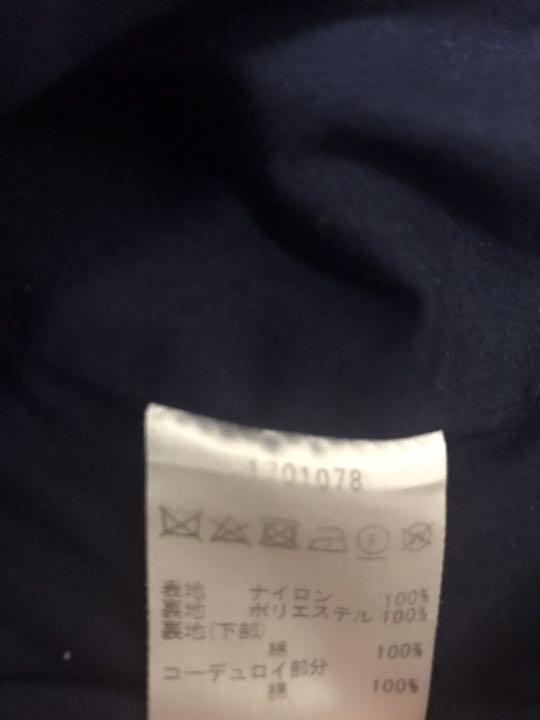 1701078
F
表地 ナイロン 100%
裏地 ポリエステル 100%
裏地(下部)
綿 100%
コーデュロイ部分
綿 100%